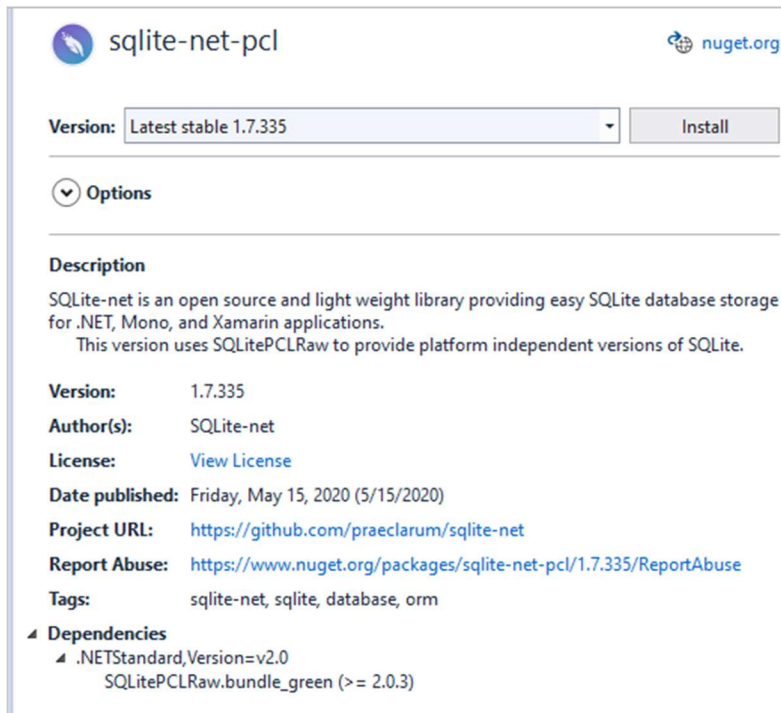 sqlite-net-pcl
nuget.org
Version: Latest stable 1.7.335 Install
Options
Description
SQLite-net is an open source and light weight library providing easy SQLite database storage
for .NET, Mono, and Xamarin applications.
This version uses SQLitePCLRaw to provide platform independent versions of SQLite.
Version: 1.7.335
Author(s): SQLite-net
License: View License
Date published: Friday, May 15, 2020 (5/15/2020)
Project URL: https://github.com/praeclarum/sqlite-net
Report Abuse: https://www.nuget.org/packages/sqlite-net-pcl/1.7.335/ReportAbuse
Tags: sqlite-net, sqlite, database, orm
Dependencies
.NETStandard,Version=v2.0
SQLitePCLRaw.bundle_green (>= 2.0.3)